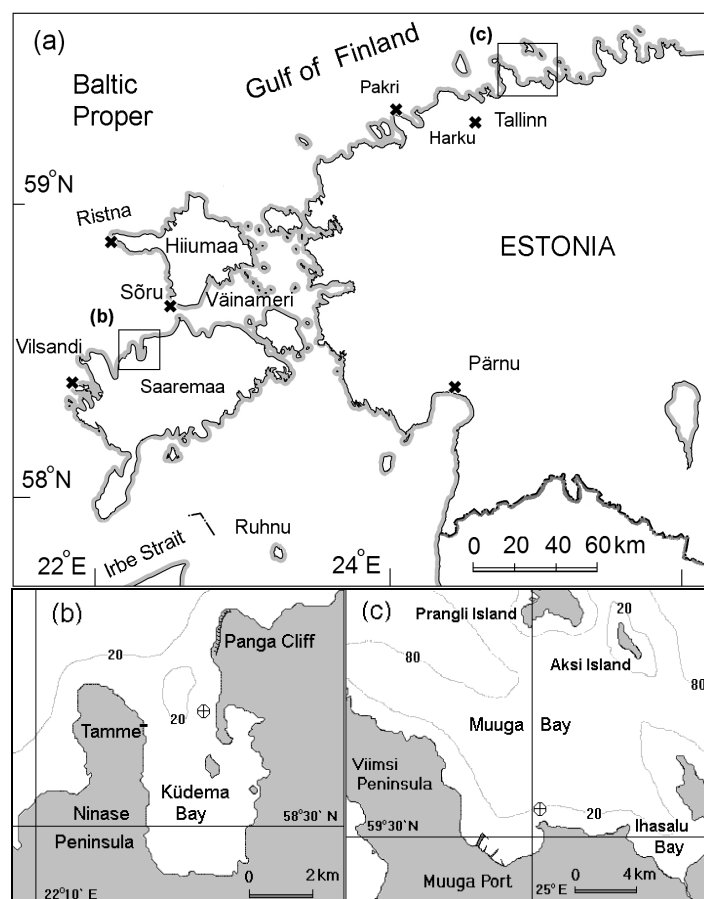 (a)
Baltic
Proper
Gulf of Finland
(c)
Pakri
Harku
Tallinn
59°N
Ristna
Hiiumaa
ESTONIA
Sõru
Väinameri
(b)
Vilsandi
Saaremaa
Pärnu
58°N
Irbe Strait
Ruhnu
22°E
24°E
0 20 40 60 km
(b)
Panga Cliff
20
20
Tamme
Küdema
Bay
Ninase
Peninsula
58°30' N
22°10' E
0 2 km
(c)
Prangli Island
20
Aksi Island
80
80
Muuga Bay
Viimsi
Peninsula
20
59°30' N
Ihasalu
Bay
Muuga Port
25°E
0 4 km